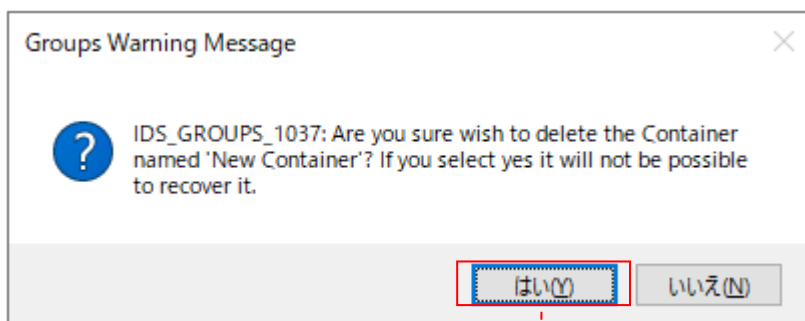 Groups Warning Message
IDS_GROUPS_1037: Are you sure wish to delete the Container
named 'New Container'? If you select yes it will not be possible
to recover it.
はい(Y) いいえ(N)